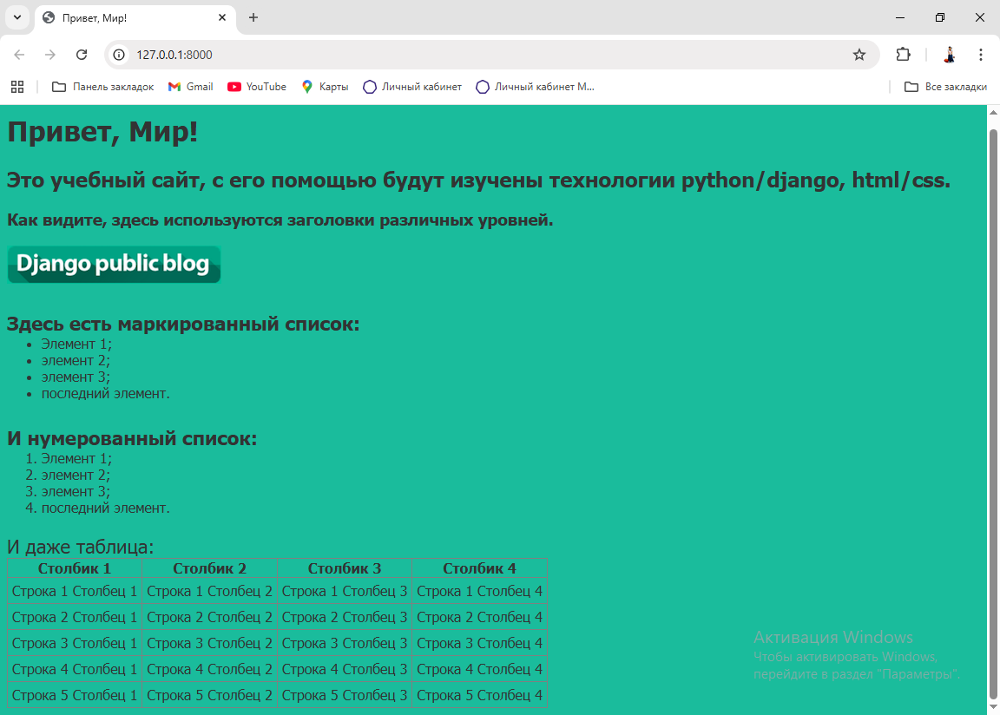 Привет, Мир!
127.0.0.1:8000
Панель закладок
Gmail
YouTube
Карты
Личный кабинет
Личный кабинет М...
Все закладки
Привет, Мир!
Это учебный сайт, с его помощью будут изучены технологии python/django, html/css.
Как видите, здесь используются заголовки различных уровней.
Django public blog
Здесь есть маркированный список:
• Элемент 1;
• элемент 2;
• элемент 3;
• последний элемент.
И нумерованный список:
1. Элемент 1;
2. элемент 2;
3. элемент 3;
4. последний элемент.
И даже таблица:
Столбик 1 Столбик 2 Столбик 3 Столбик 4
Строка 1 Столбец 1 Строка 1 Столбец 2 Строка 1 Столбец 3 Строка 1 Столбец 4
Строка 2 Столбец 1 Строка 2 Столбец 2 Строка 2 Столбец 3 Строка 2 Столбец 4
Строка 3 Столбец 1 Строка 3 Столбец 2 Строка 3 Столбец 3 Строка 3 Столбец 4
Строка 4 Столбец 1 Строка 4 Столбец 2 Строка 4 Столбец 3 Строка 4 Столбец 4
Строка 5 Столбец 1 Строка 5 Столбец 2 Строка 5 Столбец 3 Строка 5 Столбец 4
Активация Windows
Чтобы активировать Windows,
перейдите в раздел "Параметры".